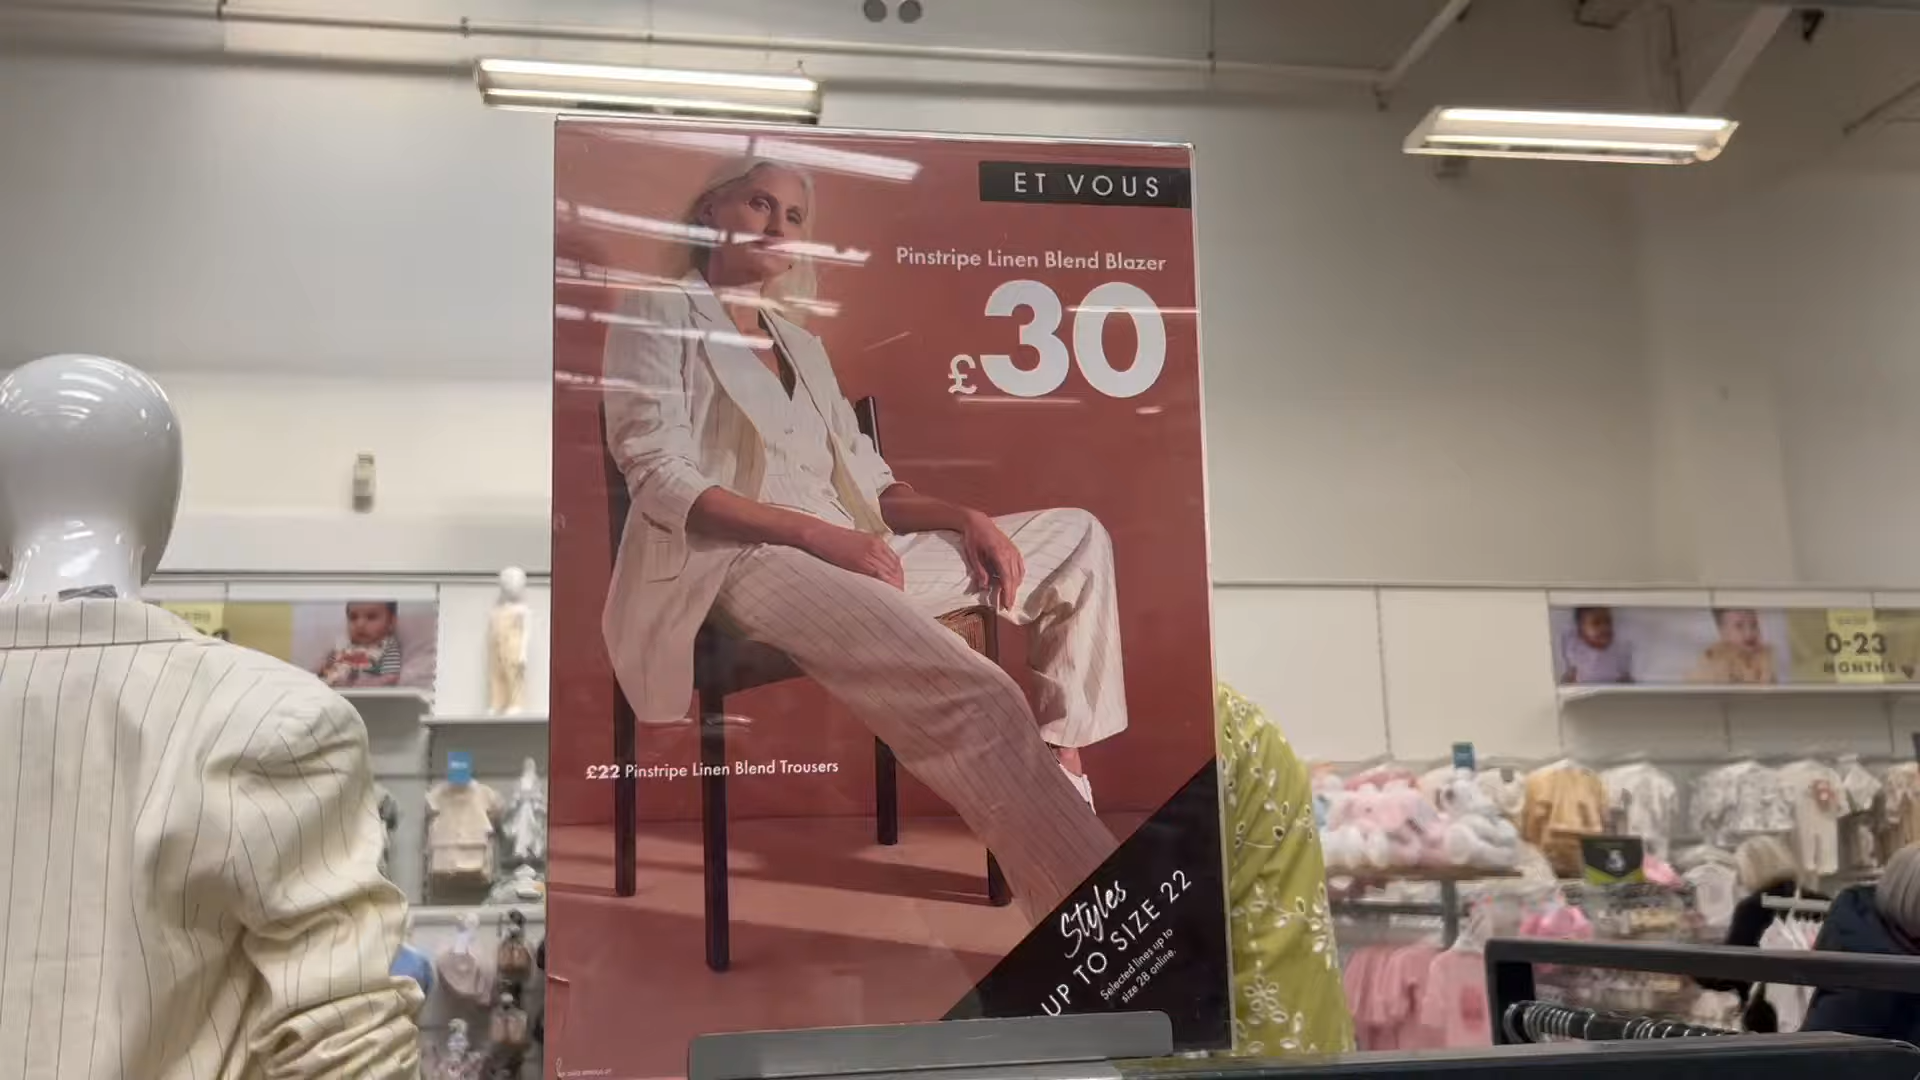 ET VOUS
Pinstripe Linen Blend Blazer
£30
£22 Pinstripe Linen Blend Trousers
Styles
UP TO SIZE 22
Selected lines up to
size 28 online.
0-23
MONTHS